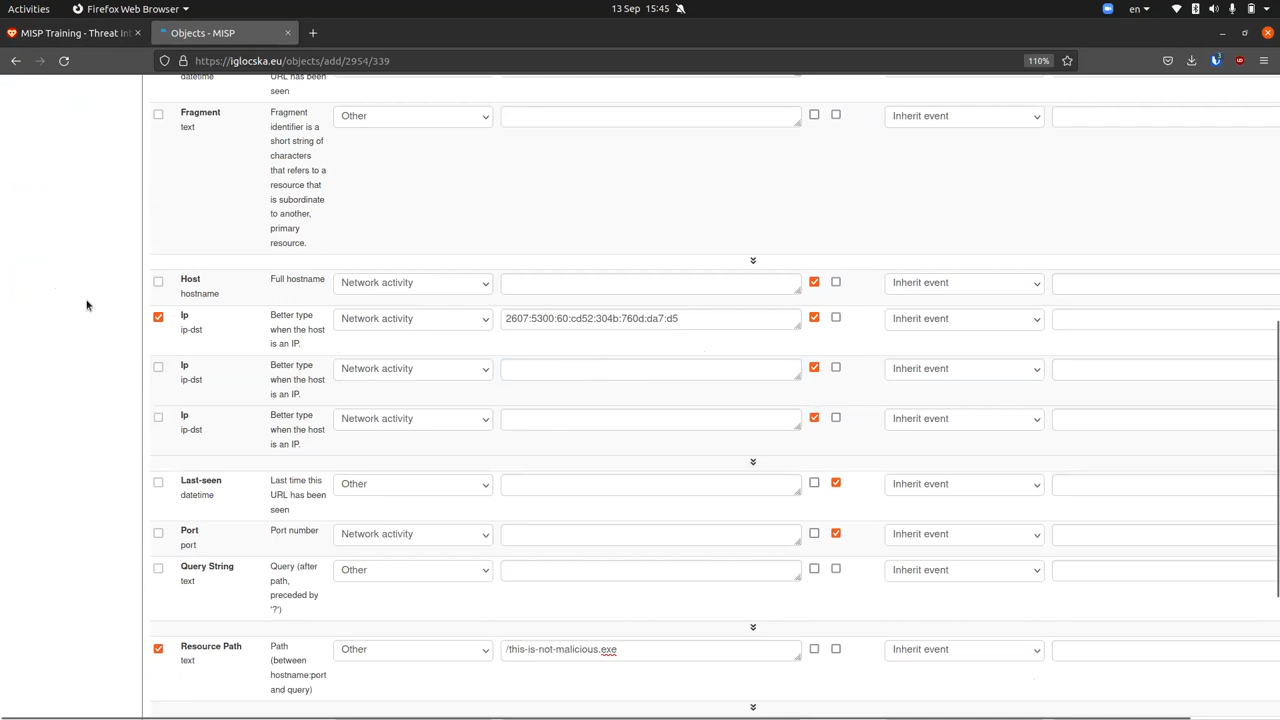 Activities
Firefox Web Browser
13 Sep 15:45
en
MISP Training - Threat In
Objects - MISP
https://iglocska.eu/objects/add/2954/339
110%
datetime
URL has been
seen
Fragment
text
Fragment
identifier is a
short string of
characters
that refers to a
resource that
is subordinate
to another,
primary
resource.
Other
Inherit event
Host
hostname
Full hostname
Network activity
Inherit event
Ip
ip-dst
Better type
when the host
is an IP.
Network activity
2607:5300:60:cd52:304b:760d:da7:d5
Inherit event
Ip
ip-dst
Better type
when the host
is an IP.
Network activity
Inherit event
Ip
ip-dst
Better type
when the host
is an IP.
Network activity
Inherit event
Last-seen
datetime
Last time this
URL has been
seen
Other
Inherit event
Port
port
Port number
Network activity
Inherit event
Query String
text
Query (after
path,
preceded by
'?')
Other
Inherit event
Resource Path
text
Path
(between
hostname:port
and query)
Other
/this-is-not-malicious.exe
Inherit event